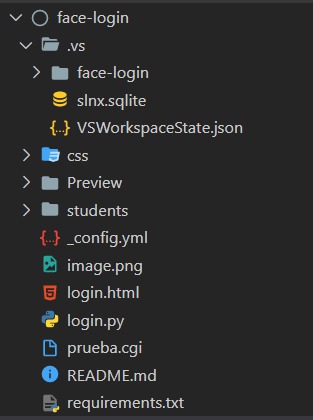 face-login
.vs
face-login
slnx.sqlite
VSWorkspaceState.json
css
Preview
students
_config.yml
image.png
login.html
login.py
prueba.cgi
README.md
requirements.txt